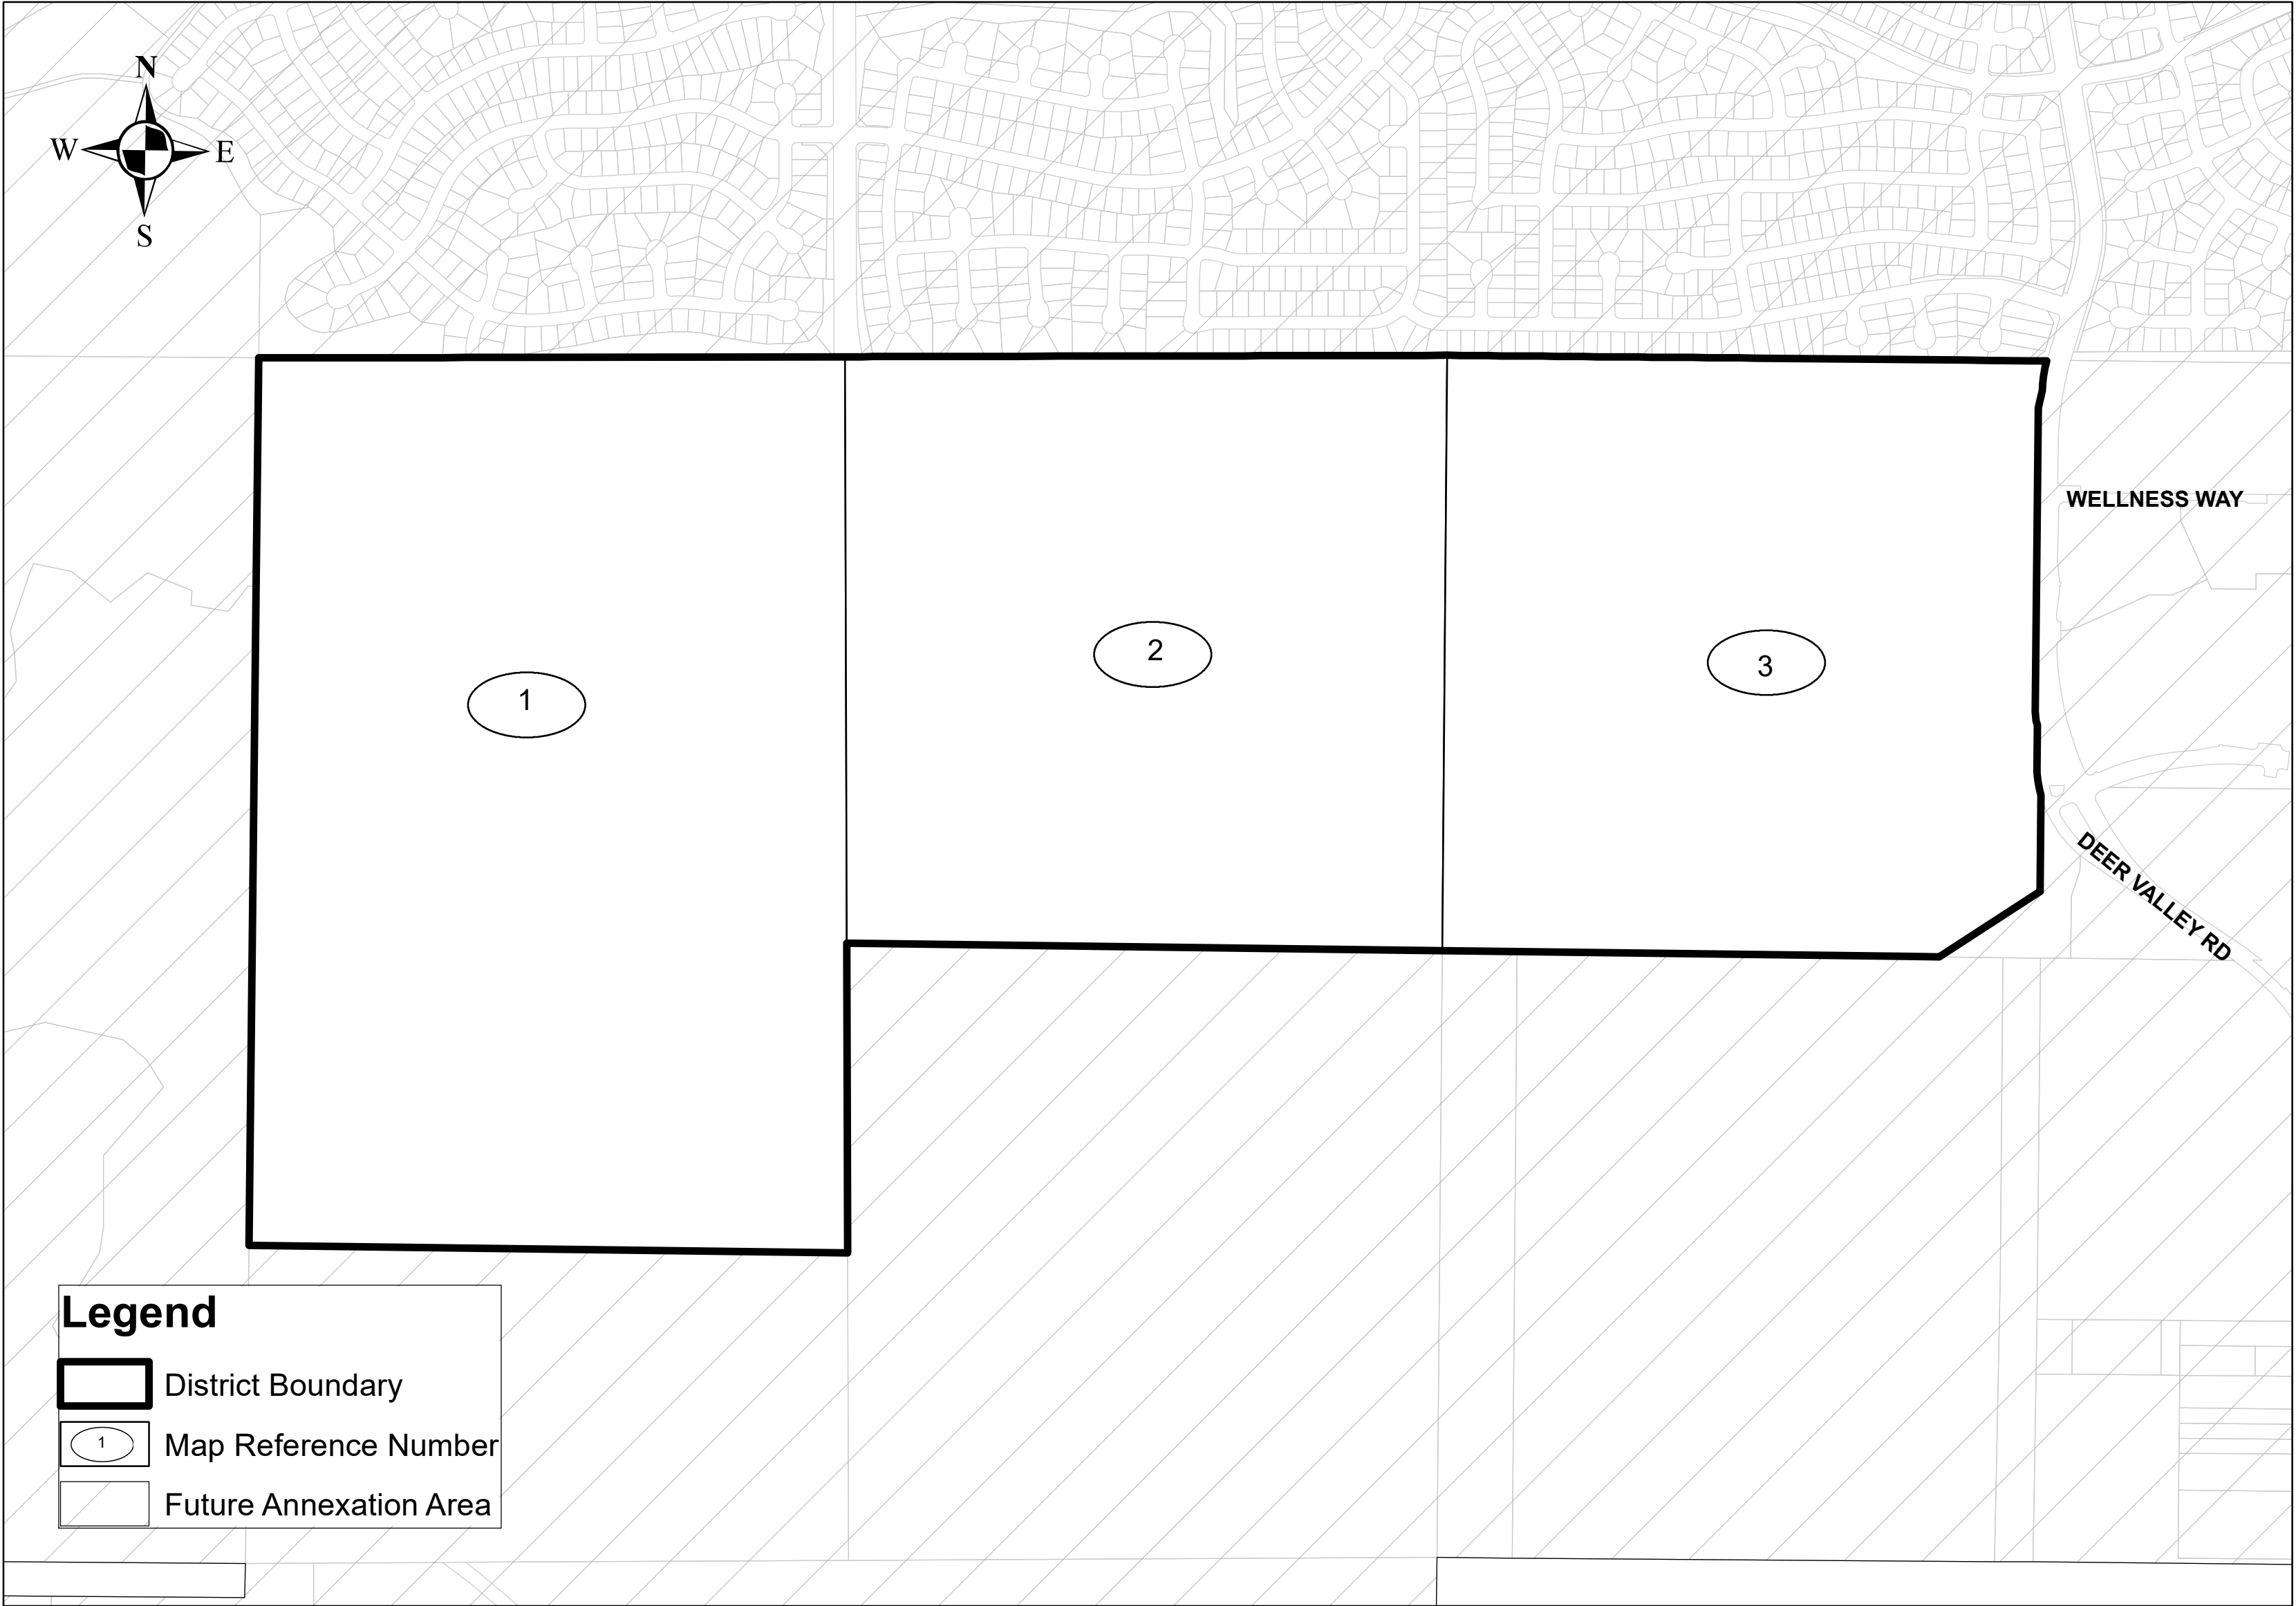 N
W
E
S
WELLNESS WAY
1
2
3
DEER VALLEY RD
Legend
District Boundary
1
Map Reference Number
Future Annexation Area